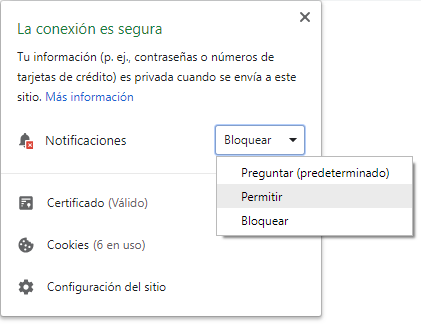 La conexión es segura
Tu información (p. ej., contraseñas o números de
tarjetas de crédito) es privada cuando se envía a este
sitio. Más información
Notificaciones
Bloquear
Preguntar (predeterminado)
Permitir
Bloquear
Certificado (Válido)
Cookies (6 en uso)
Configuración del sitio